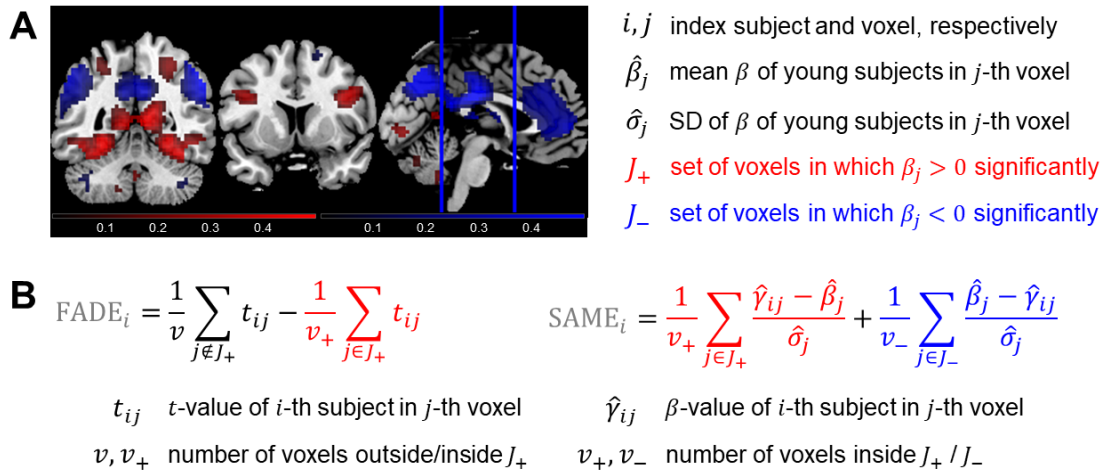 A
0.1 0.2 0.3 0.4 0.1 0.2 0.3 0.4
i, j index subject and voxel, respectively
β̂ⱼ mean β of young subjects in j-th voxel
σ̂ⱼ SD of β of young subjects in j-th voxel
J₊ set of voxels in which βⱼ > 0 significantly
J₋ set of voxels in which βⱼ < 0 significantly
B
FADEᵢ = 1/v ∑_{j∉J₊} tᵢⱼ − 1/v₊ ∑_{j∈J₊} tᵢⱼ
SAMEᵢ = 1/v₊ ∑_{j∈J₊} (γ̂ᵢⱼ − β̂ⱼ)/σ̂ⱼ + 1/v₋ ∑_{j∈J₋} (β̂ⱼ − γ̂ᵢⱼ)/σ̂ⱼ
tᵢⱼ t-value of i-th subject in j-th voxel
γ̂ᵢⱼ β-value of i-th subject in j-th voxel
v, v₊ number of voxels outside/inside J₊
v₊, v₋ number of voxels inside J₊ / J₋